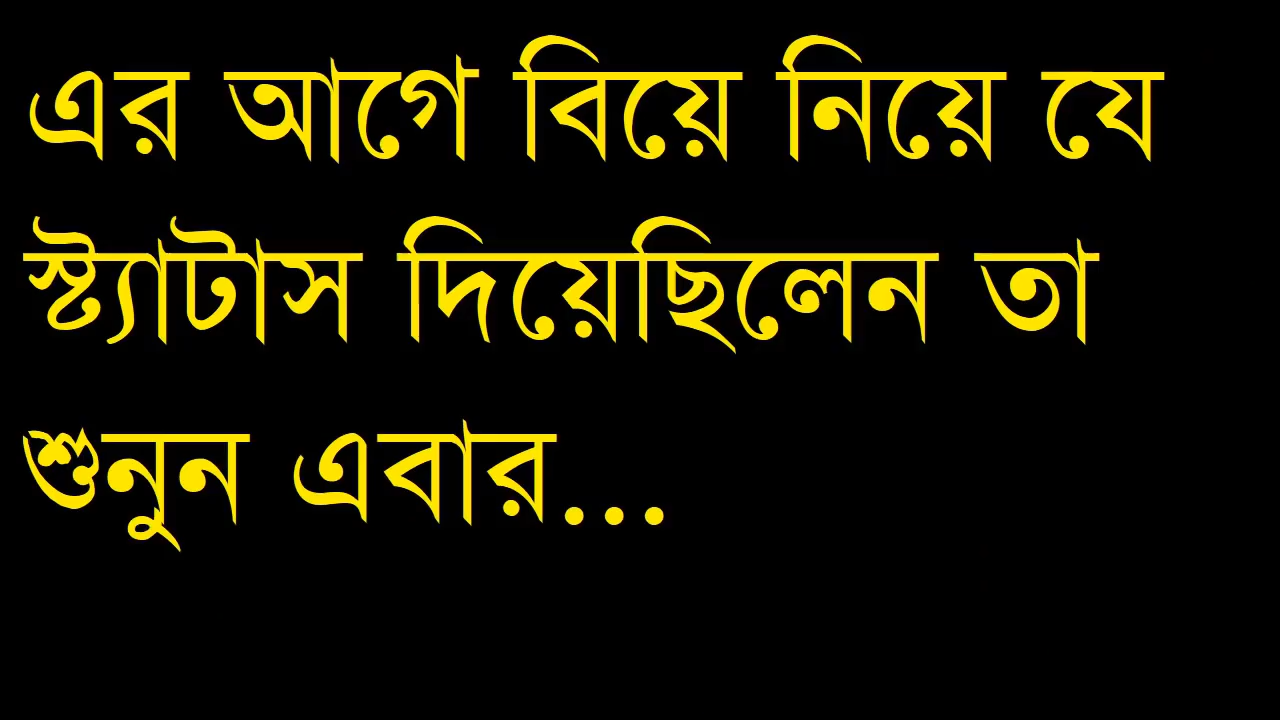 এর আগে বিয়ে নিয়ে যে
স্ট্যাটাস দিয়েছিলেন তা
শুনুন এবার...